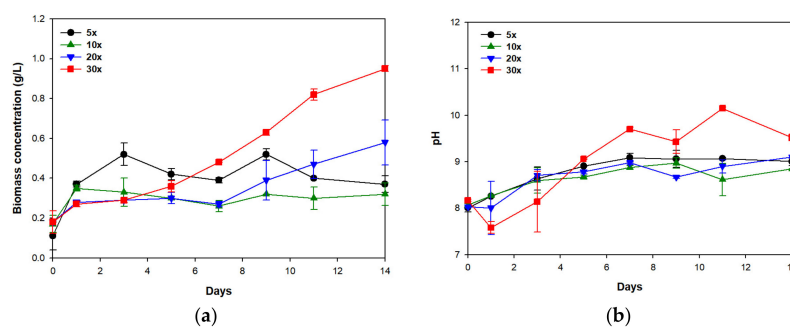 1.2
1.0
0.8
0.6
0.4
0.2
0.0
Biomass concentration (g/L)
5x
10x
20x
30x
0 2 4 6 8 10 12 14
Days
(a)
12
11
10
9
8
7
pH
5x
10x
20x
30x
0 2 4 6 8 10 12 14
Days
(b)